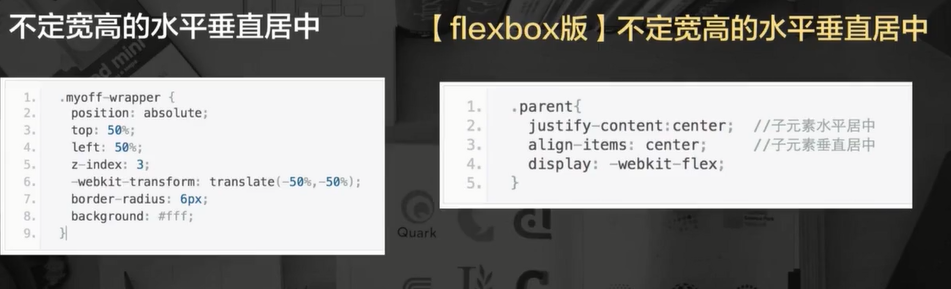 不定宽高的水平垂直居中
1. .myoff-wrapper {
2. position: absolute;
3. top: 50%;
4. left: 50%;
5. z-index: 3;
6. -webkit-transform: translate(-50%,-50%);
7. border-radius: 6px;
8. background: #fff;
9. }
【flexbox版】不定宽高的水平垂直居中
1. .parent{
2. justify-content:center; //子元素水平居中
3. align-items: center; //子元素垂直居中
4. display: -webkit-flex;
5. }
nd mini
Quark